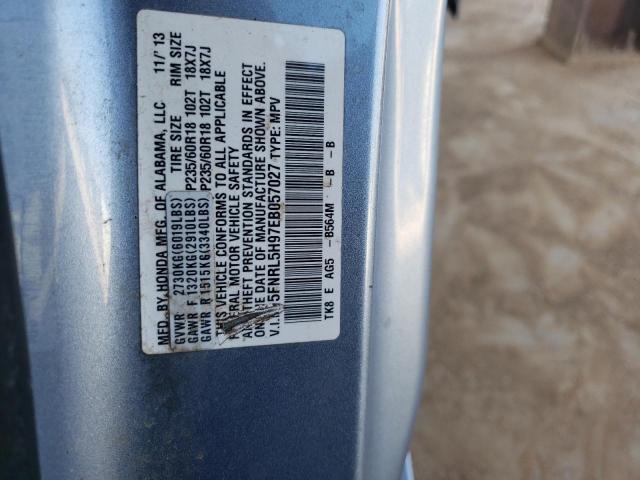 MFD. BY HONDA MFG. OF ALABAMA, LLC 11/'13
TIRE SIZE RIM SIZE
GVWR 2730KG(6019LBS)
GAWR F 1320KG(2910LBS) P235/60R18 102T 18X7J
GAWR R 1515KG(3340LBS) P235/60R18 102T 18X7J
THIS VEHICLE CONFORMS TO ALL APPLICABLE
MOTOR VEHICLE SAFETY
THEFT PREVENTION STANDARDS IN EFFECT
ON DATE OF MANUFACTURE SHOWN ABOVE.
5FNRL5H97EB057027 TYPE: MPV
TK8 E AG5 -B564M -B -B